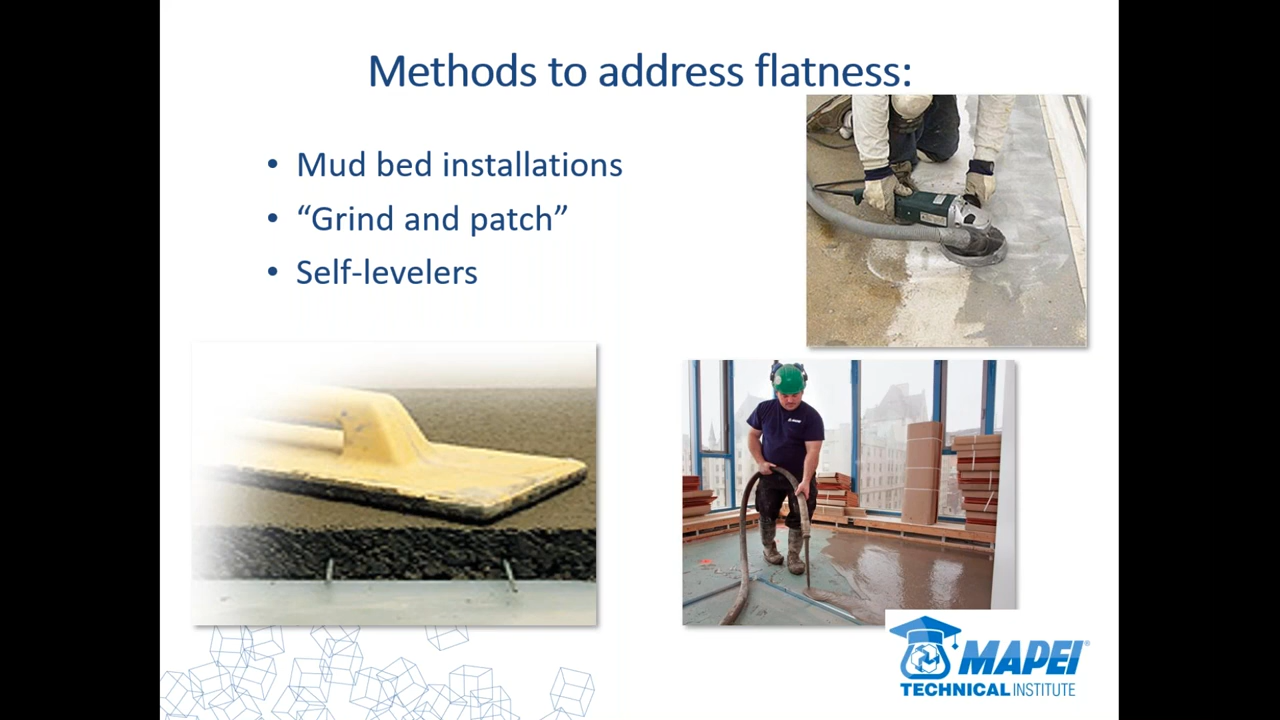 Methods to address flatness:
• Mud bed installations
• “Grind and patch”
• Self-levelers
MAPEI®
TECHNICAL INSTITUTE